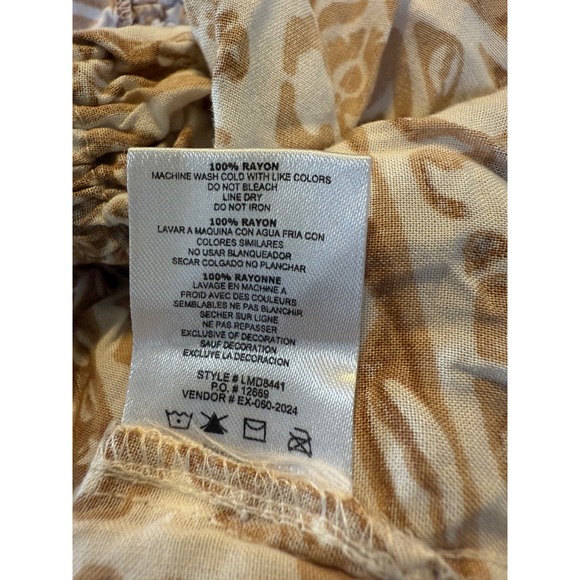 100% RAYON
MACHINE WASH COLD WITH LIKE COLORS
DO NOT BLEACH
LINE DRY
DO NOT IRON
100% RAYON
LAVAR A MAQUINA CON AGUA FRIA CON
COLORES SIMILARES
NO USAR BLANQUEADOR
SECAR COLGADO NO PLANCHAR
100% RAYONNE
LAVAGE EN MACHINE A
FROID AVEC DES COULEURS
SEMBLABLES NE PAS BLANCHIR
SECHER SUR LIGNE
NE PAS REPASSER
EXCLUSIVE OF DECORATION
SAUF DECORATION
EXCLUYE LA DECORACION
STYLE # LMD8441
P.O. # 12669
VENDOR # EX-060-2024